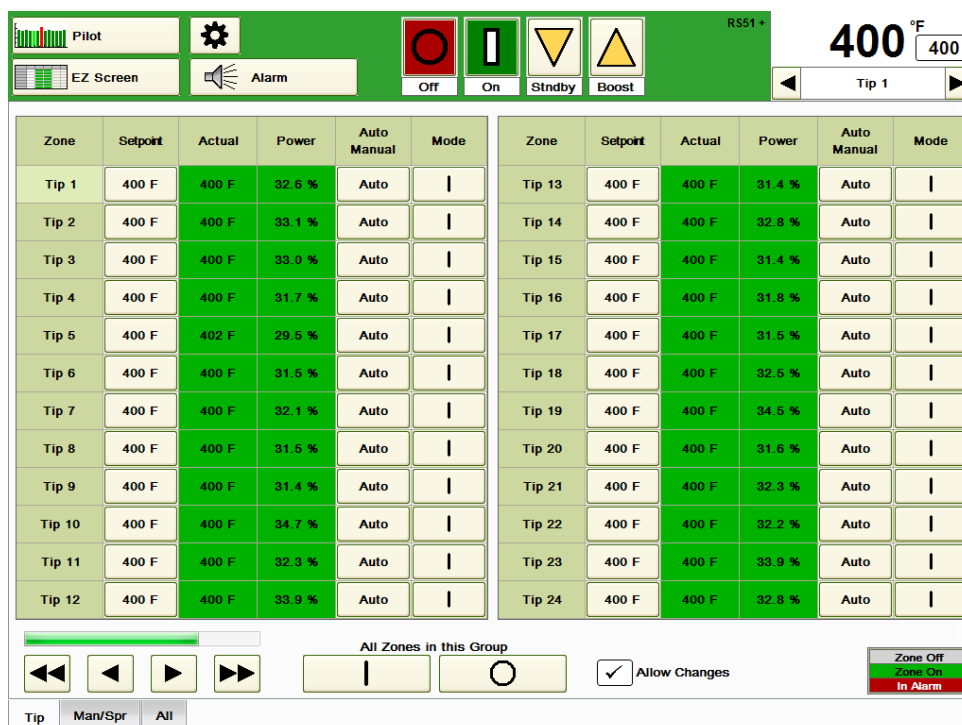 Pilot
RS51 +
400 °F 400
EZ Screen
Alarm
Off On Stndby Boost
Tip 1
Zone Setpoint Actual Power Auto Manual Mode Zone Setpoint Actual Power Auto Manual Mode
Tip 1 400 F 400 F 32.6 % Auto I Tip 13 400 F 400 F 31.4 % Auto I
Tip 2 400 F 400 F 33.1 % Auto I Tip 14 400 F 400 F 32.8 % Auto I
Tip 3 400 F 400 F 33.0 % Auto I Tip 15 400 F 400 F 31.4 % Auto I
Tip 4 400 F 400 F 31.7 % Auto I Tip 16 400 F 400 F 31.8 % Auto I
Tip 5 400 F 402 F 29.5 % Auto I Tip 17 400 F 400 F 31.5 % Auto I
Tip 6 400 F 400 F 31.5 % Auto I Tip 18 400 F 400 F 32.5 % Auto I
Tip 7 400 F 400 F 32.1 % Auto I Tip 19 400 F 400 F 34.5 % Auto I
Tip 8 400 F 400 F 31.5 % Auto I Tip 20 400 F 400 F 31.6 % Auto I
Tip 9 400 F 400 F 31.4 % Auto I Tip 21 400 F 400 F 32.3 % Auto I
Tip 10 400 F 400 F 34.7 % Auto I Tip 22 400 F 400 F 32.2 % Auto I
Tip 11 400 F 400 F 32.3 % Auto I Tip 23 400 F 400 F 33.9 % Auto I
Tip 12 400 F 400 F 33.9 % Auto I Tip 24 400 F 400 F 32.8 % Auto I
All Zones in this Group
I O
Allow Changes
Zone Off
Zone On
In Alarm
Tip Man/Spr All